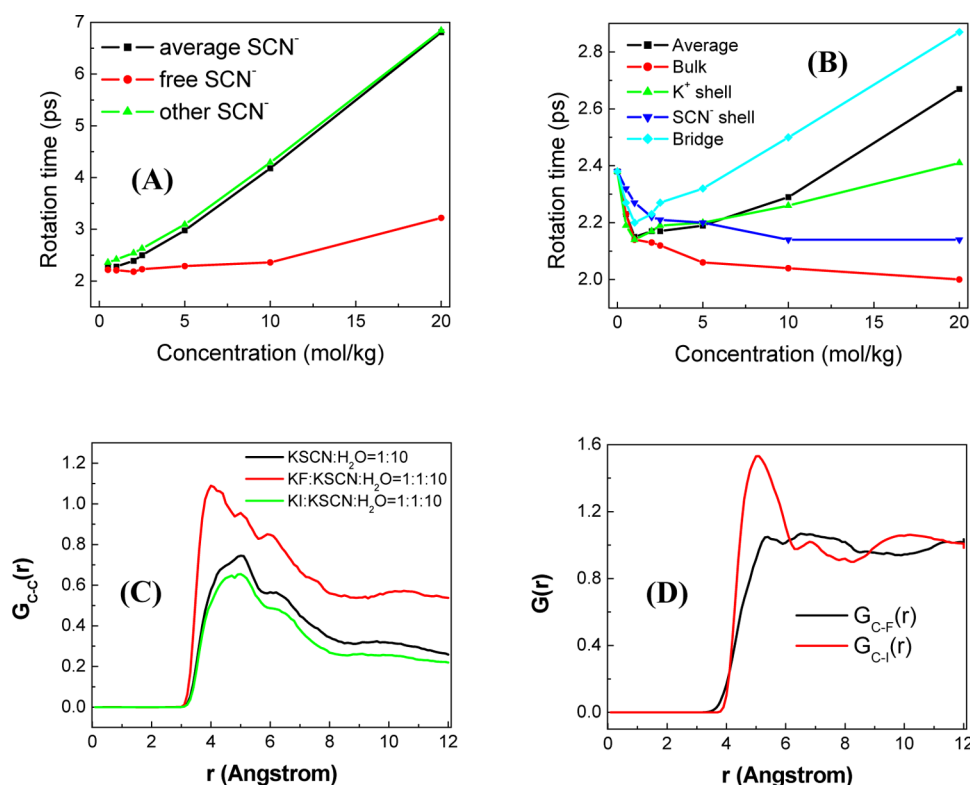 7
6
5
4
3
2
Rotation time (ps)
average SCN⁻
free SCN⁻
other SCN⁻
(A)
0 5 10 15 20
Concentration (mol/kg)
2.8
2.6
2.4
2.2
2.0
Rotation time (ps)
Average
Bulk
K⁺ shell
SCN⁻ shell
Bridge
(B)
0 5 10 15 20
Concentration (mol/kg)
1.2
1.0
0.8
0.6
0.4
0.2
0.0
G_C-C(r)
KSCN:H₂O=1:10
KF:KSCN:H₂O=1:1:10
KI:KSCN:H₂O=1:1:10
(C)
0 2 4 6 8 10 12
r (Angstrom)
1.6
1.2
0.8
0.4
0.0
G(r)
(D)
G_C-F(r)
G_C-I(r)
0 2 4 6 8 10 12
r (Angstrom)